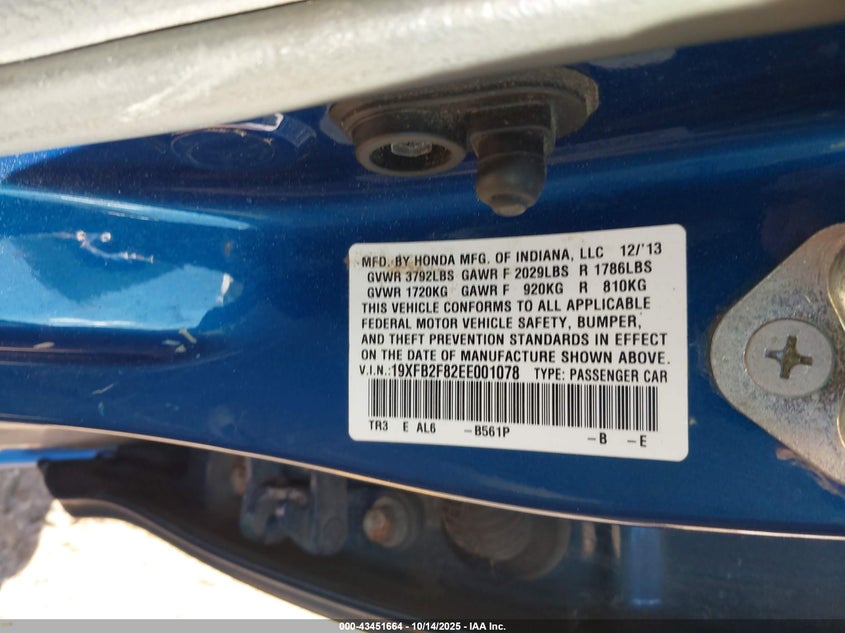 MFD. BY HONDA MFG. OF INDIANA, LLC 12/'13
GVWR 3792LBS GAWR F 2029LBS R 1786LBS
GVWR 1720KG GAWR F 920KG R 810KG
THIS VEHICLE CONFORMS TO ALL APPLICABLE
FEDERAL MOTOR VEHICLE SAFETY, BUMPER,
AND THEFT PREVENTION STANDARDS IN EFFECT
ON THE DATE OF MANUFACTURE SHOWN ABOVE.
V.I.N.:19XFB2F82EE001078 TYPE: PASSENGER CAR
TR3 E AL6 -B561P -B -E
000-43451664 - 10/14/2025 - IAA Inc.